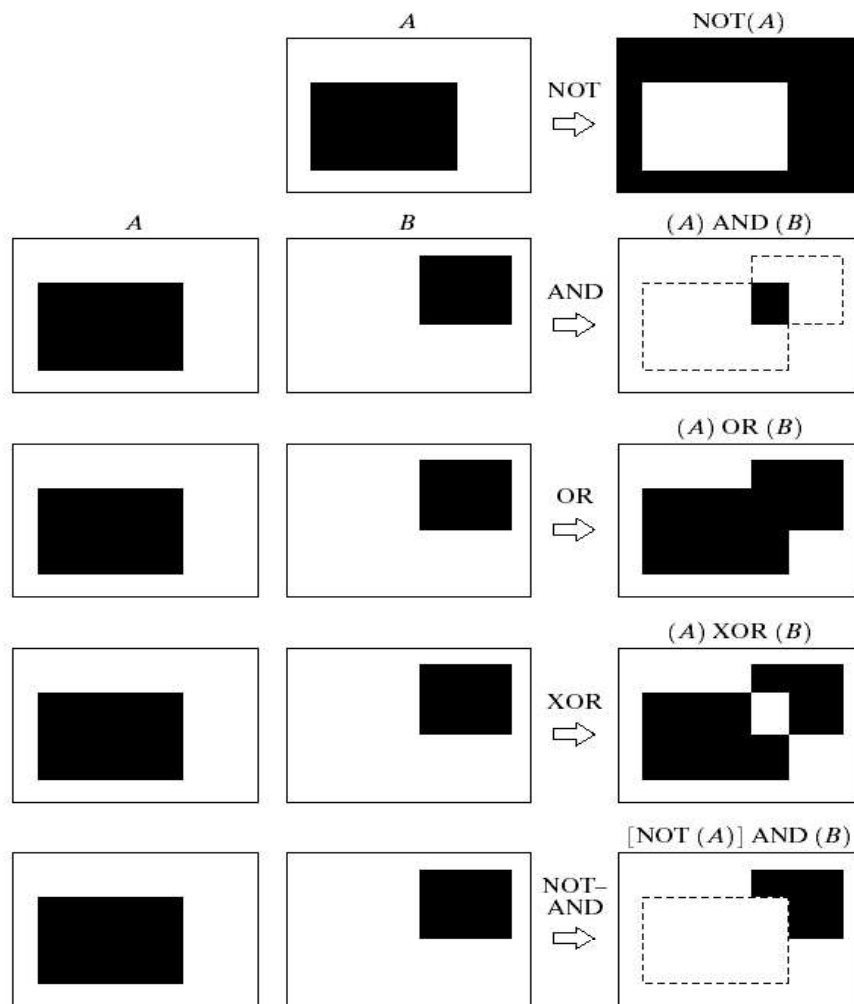 A
NOT(A)
NOT
A
B
(A) AND (B)
AND
(A) OR (B)
OR
(A) XOR (B)
XOR
[NOT (A)] AND (B)
NOT–
AND